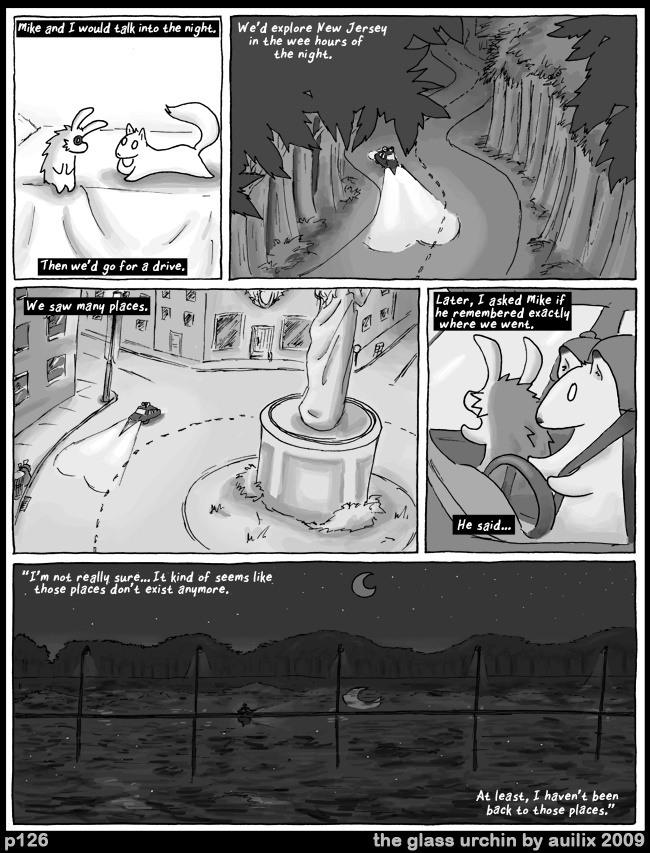 Mike and I would talk into the night.
Then we'd go for a drive.
We'd explore New Jersey
in the wee hours of
the night.
We saw many places.
Later, I asked Mike if
he remembered exactly
where we went.
He said...
"I'm not really sure... It kind of seems like
those places don't exist anymore.
At least, I haven't been
back to those places."
p126
the glass urchin by auilix 2009